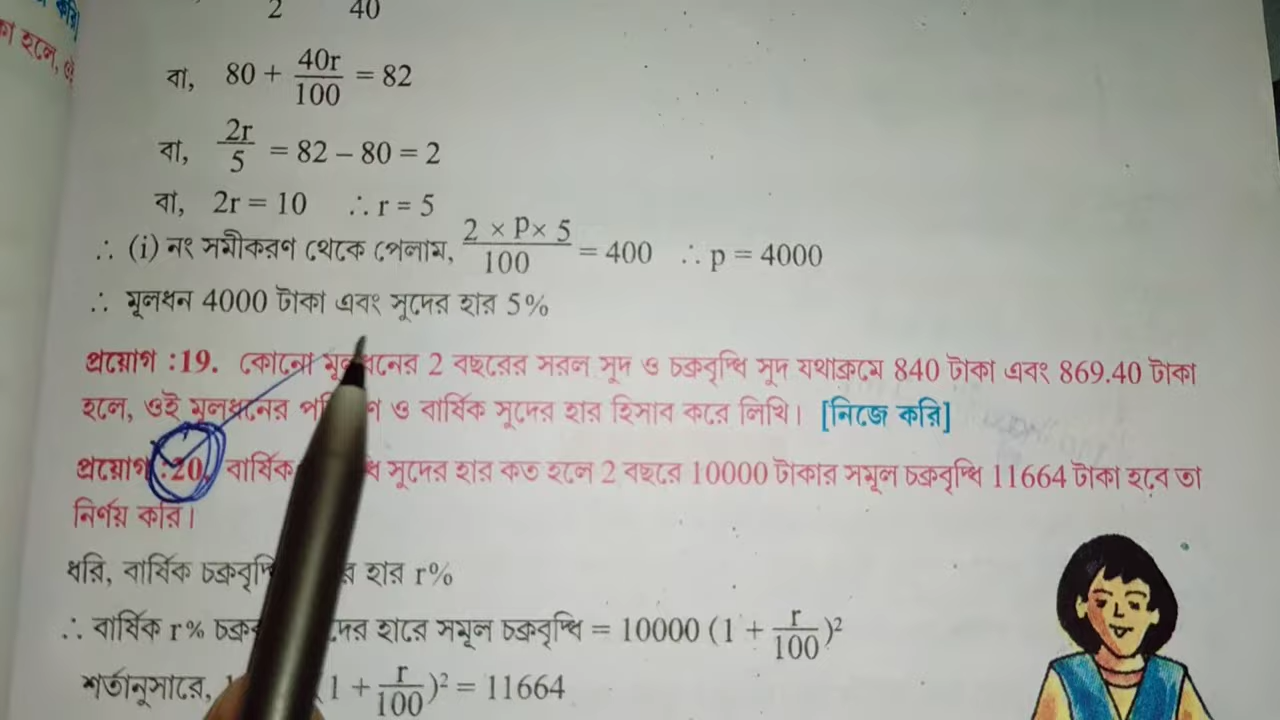 2 40
বা, 80 + 40r/100 = 82
বা, 2r/5 = 82 – 80 = 2
বা, 2r = 10 ∴ r = 5
∴ (i) নং সমীকরণ থেকে পেলাম, 2 × p × 5/100 = 400 ∴ p = 4000
∴ মূলধন 4000 টাকা এবং সুদের হার 5%
প্রয়োগ :19. কোনো মূলধনের 2 বছরের সরল সুদ ও চক্রবৃদ্ধি সুদ যথাক্রমে 840 টাকা এবং 869.40 টাকা
হলে, ওই মূলধনের ও বার্ষিক সুদের হার হিসাব করে লিখি। [নিজে করি]
প্রয়োগ :20. বার্ষিক সুদের হার কত হলে 2 বছরে 10000 টাকার সমূল চক্রবৃদ্ধি 11664 টাকা হবে তা
নির্ণয় করি।
ধরি, বার্ষিক হার r%
∴ বার্ষিক r% হারে সমূল চক্রবৃদ্ধি = 10000 (1 + r/100)²
শর্তানুসারে, (1 + r/100)² = 11664